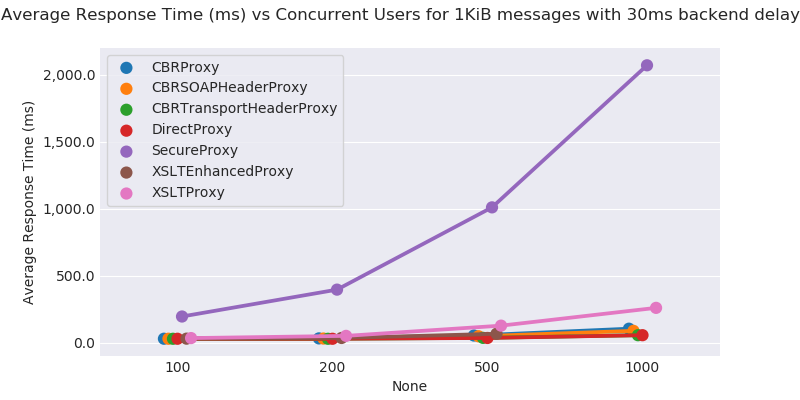 Average Response Time (ms) vs Concurrent Users for 1KiB messages with 30ms backend delay
CBRProxy
CBRSOAPHeaderProxy
CBRTransportHeaderProxy
DirectProxy
SecureProxy
XSLTEnhancedProxy
XSLTProxy
Average Response Time (ms)
2,000.0
1,500.0
1,000.0
500.0
0.0
100
200
500
1000
None